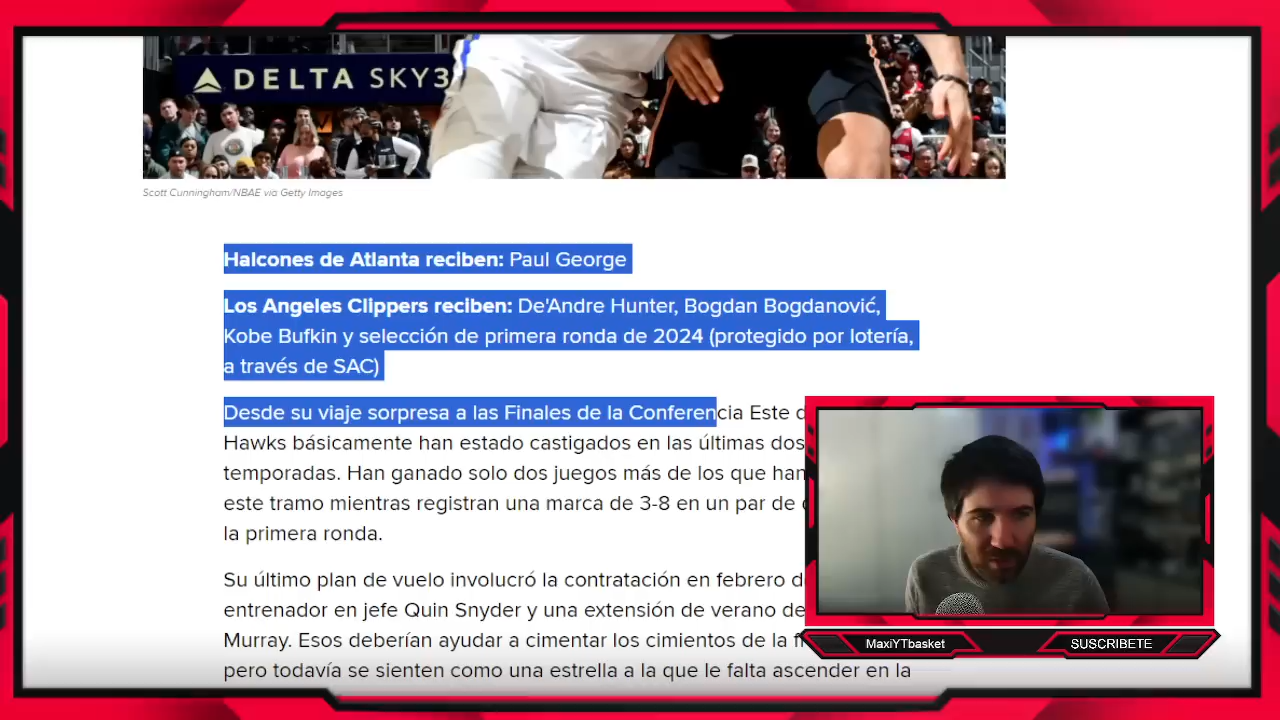 DELTA SKY3
Scott Cunningham/NBAE via Getty Images
Halcones de Atlanta reciben: Paul George
Los Angeles Clippers reciben: De'Andre Hunter, Bogdan Bogdanović,
Kobe Bufkin y selección de primera ronda de 2024 (protegido por lotería,
a través de SAC)
Desde su viaje sorpresa a las Finales de la Conferencia Este
Hawks básicamente han estado castigados en las últimas dos
temporadas. Han ganado solo dos juegos más de los que
este tramo mientras registran una marca de 3-8 en un par de
la primera ronda.
Su último plan de vuelo involucró la contratación en febrero
entrenador en jefe Quin Snyder y una extensión de verano de
Murray. Esos deberían ayudar a cimentar los cimientos de la
pero todavía se sienten como una estrella a la que le falta ascender en la
MaxiYTbasket
SUSCRIBETE